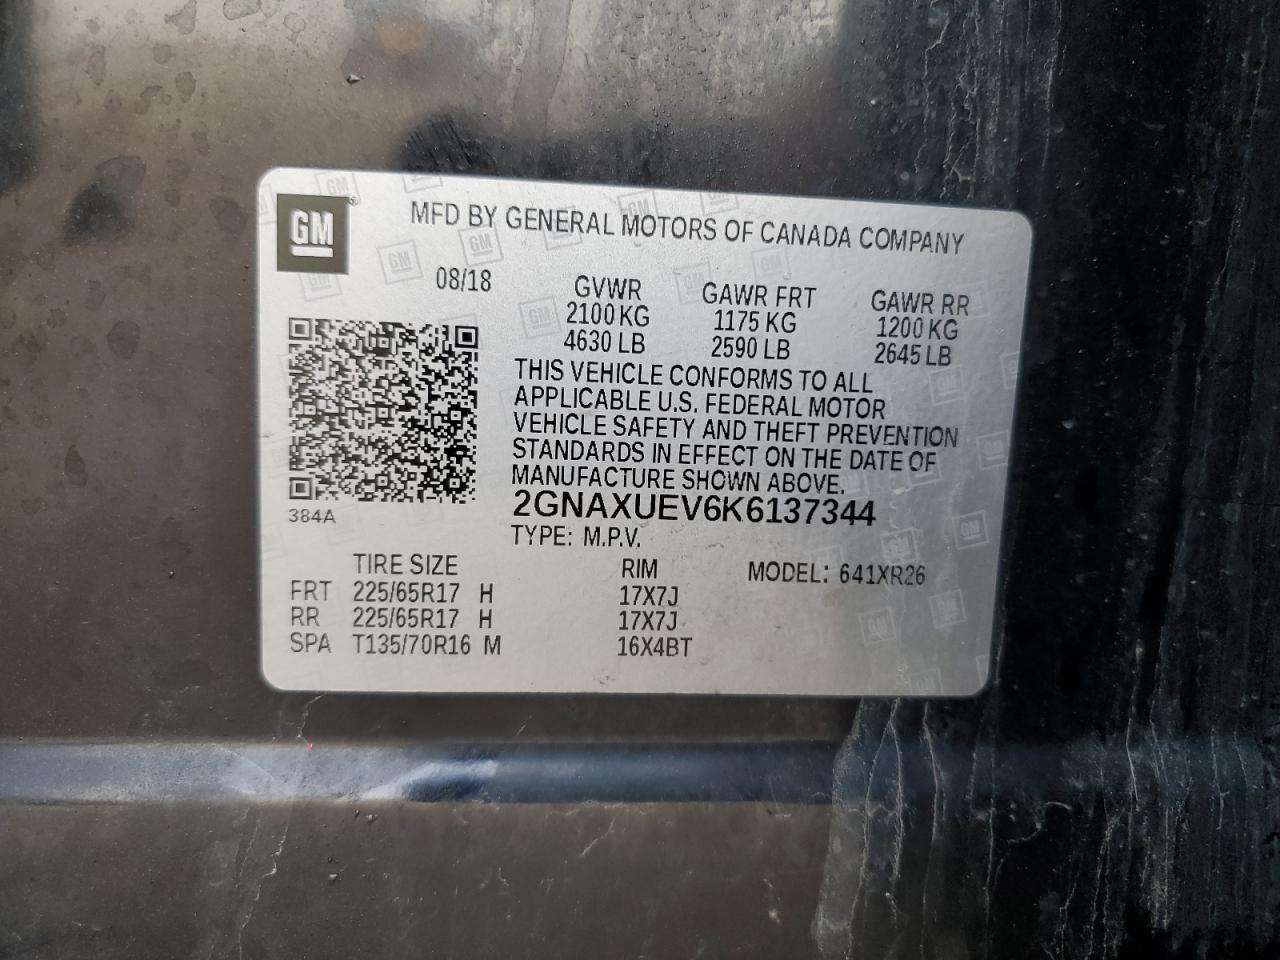 GM
MFD BY GENERAL MOTORS OF CANADA COMPANY
08/18
GVWR GAWR FRT GAWR RR
2100 KG 1175 KG 1200 KG
4630 LB 2590 LB 2645 LB
THIS VEHICLE CONFORMS TO ALL
APPLICABLE U.S. FEDERAL MOTOR
VEHICLE SAFETY AND THEFT PREVENTION
STANDARDS IN EFFECT ON THE DATE OF
MANUFACTURE SHOWN ABOVE.
384A
2GNAXUEV6K6137344
TYPE: M.P.V.
TIRE SIZE RIM MODEL: 641XR26
FRT 225/65R17 H 17X7J
RR 225/65R17 H 17X7J
SPA T135/70R16 M 16X4BT